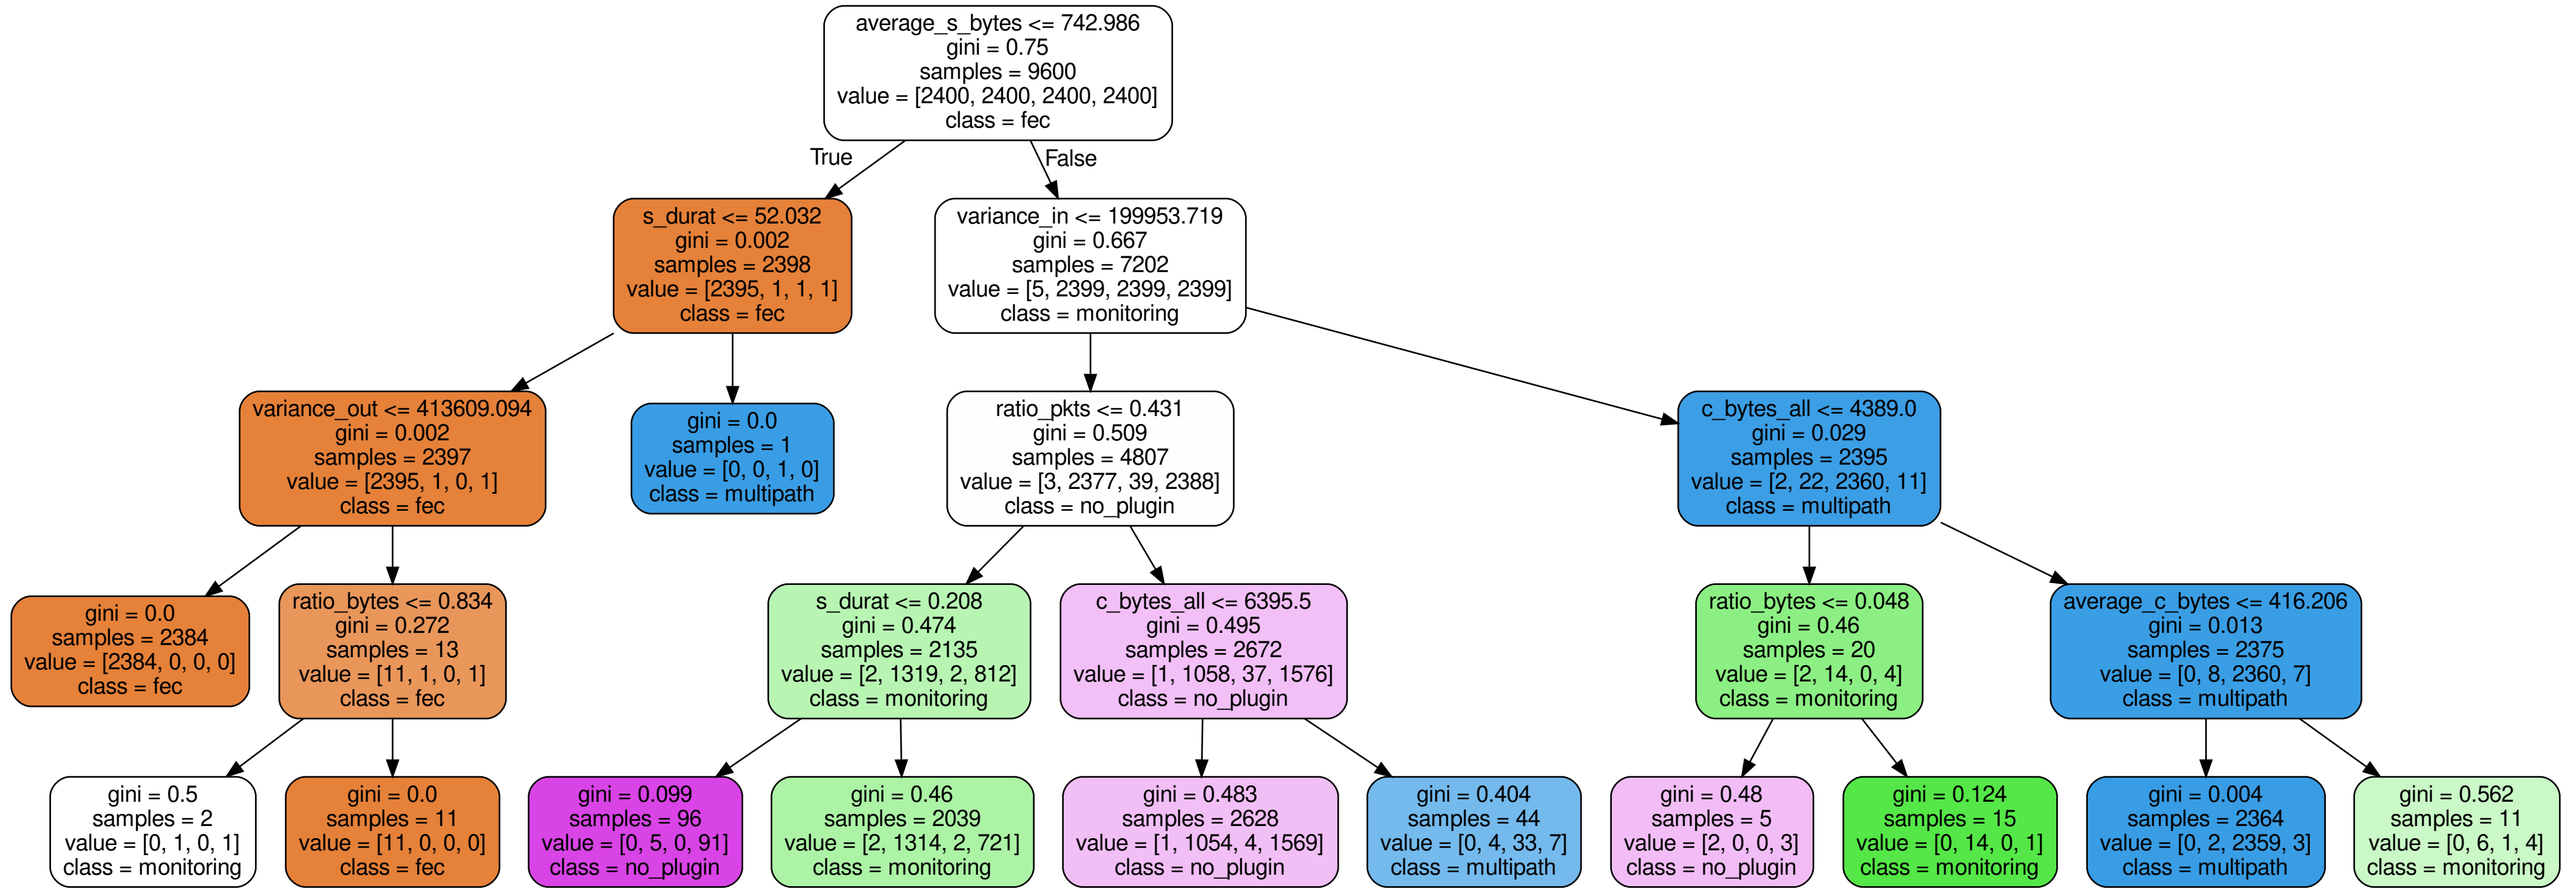 average_s_bytes <= 742.986
gini = 0.75
samples = 9600
value = [2400, 2400, 2400, 2400]
class = fec
True
False
s_durat <= 52.032
gini = 0.002
samples = 2398
value = [2395, 1, 1, 1]
class = fec
variance_in <= 199953.719
gini = 0.667
samples = 7202
value = [5, 2399, 2399, 2399]
class = monitoring
variance_out <= 413609.094
gini = 0.002
samples = 2397
value = [2395, 1, 0, 1]
class = fec
gini = 0.0
samples = 1
value = [0, 0, 1, 0]
class = multipath
ratio_pkts <= 0.431
gini = 0.509
samples = 4807
value = [3, 2377, 39, 2388]
class = no_plugin
c_bytes_all <= 4389.0
gini = 0.029
samples = 2395
value = [2, 22, 2360, 11]
class = multipath
gini = 0.0
samples = 2384
value = [2384, 0, 0, 0]
class = fec
ratio_bytes <= 0.834
gini = 0.272
samples = 13
value = [11, 1, 0, 1]
class = fec
s_durat <= 0.208
gini = 0.474
samples = 2135
value = [2, 1319, 2, 812]
class = monitoring
c_bytes_all <= 6395.5
gini = 0.495
samples = 2672
value = [1, 1058, 37, 1576]
class = no_plugin
ratio_bytes <= 0.048
gini = 0.46
samples = 20
value = [2, 14, 0, 4]
class = monitoring
average_c_bytes <= 416.206
gini = 0.013
samples = 2375
value = [0, 8, 2360, 7]
class = multipath
gini = 0.5
samples = 2
value = [0, 1, 0, 1]
class = monitoring
gini = 0.0
samples = 11
value = [11, 0, 0, 0]
class = fec
gini = 0.099
samples = 96
value = [0, 5, 0, 91]
class = no_plugin
gini = 0.46
samples = 2039
value = [2, 1314, 2, 721]
class = monitoring
gini = 0.483
samples = 2628
value = [1, 1054, 4, 1569]
class = no_plugin
gini = 0.404
samples = 44
value = [0, 4, 33, 7]
class = multipath
gini = 0.48
samples = 5
value = [2, 0, 0, 3]
class = no_plugin
gini = 0.124
samples = 15
value = [0, 14, 0, 1]
class = monitoring
gini = 0.004
samples = 2364
value = [0, 2, 2359, 3]
class = multipath
gini = 0.562
samples = 11
value = [0, 6, 1, 4]
class = monitoring